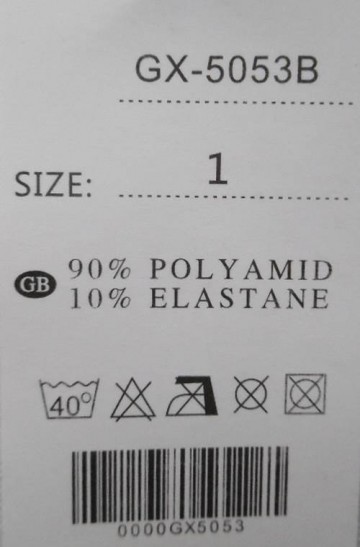 GX-5053B
SIZE: 1
GB 90% POLYAMID
10% ELASTANE
40°
0000GX5053